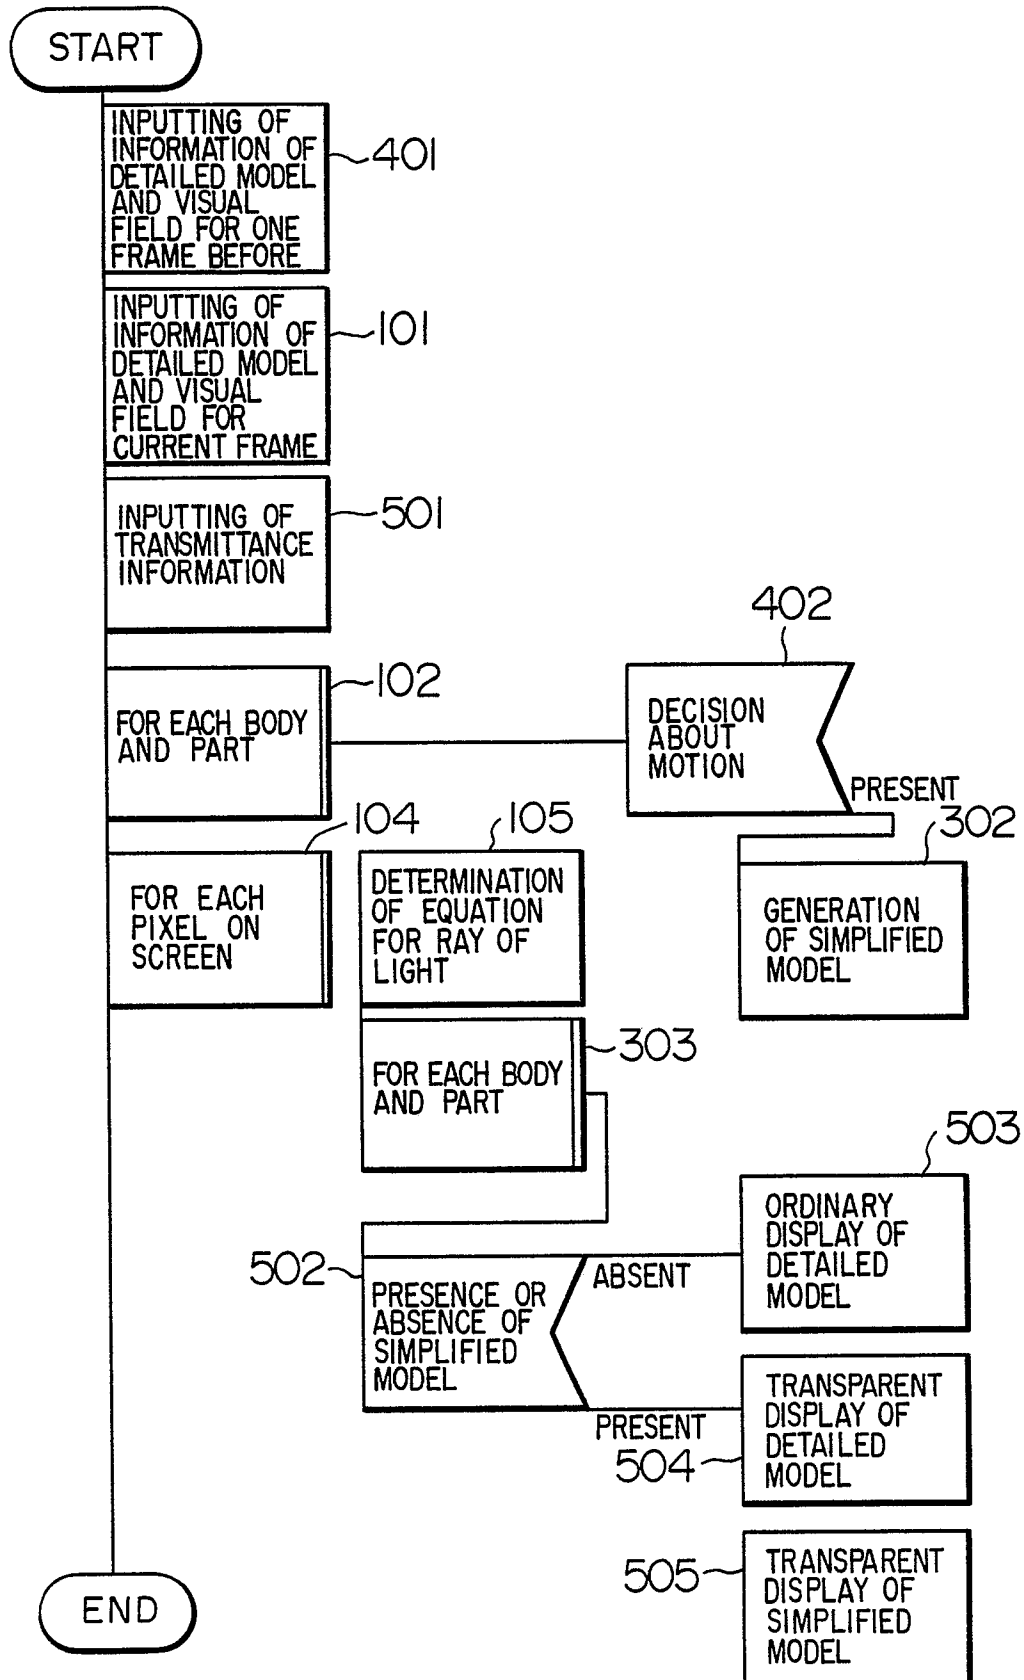 START
INPUTTING OF
INFORMATION OF
DETAILED MODEL
AND VISUAL
FIELD FOR ONE
FRAME BEFORE
401
INPUTTING OF
INFORMATION OF
DETAILED MODEL
AND VISUAL
FIELD FOR
CURRENT FRAME
101
INPUTTING OF
TRANSMITTANCE
INFORMATION
501
FOR EACH BODY
AND PART
102
402
DECISION
ABOUT
MOTION
PRESENT
302
GENERATION
OF SIMPLIFIED
MODEL
104
FOR EACH
PIXEL ON
SCREEN
105
DETERMINATION
OF EQUATION
FOR RAY OF
LIGHT
303
FOR EACH BODY
AND PART
502
PRESENCE OR
ABSENCE OF
SIMPLIFIED
MODEL
ABSENT
503
ORDINARY
DISPLAY OF
DETAILED
MODEL
PRESENT
504
TRANSPARENT
DISPLAY OF
DETAILED
MODEL
505
TRANSPARENT
DISPLAY OF
SIMPLIFIED
MODEL
END